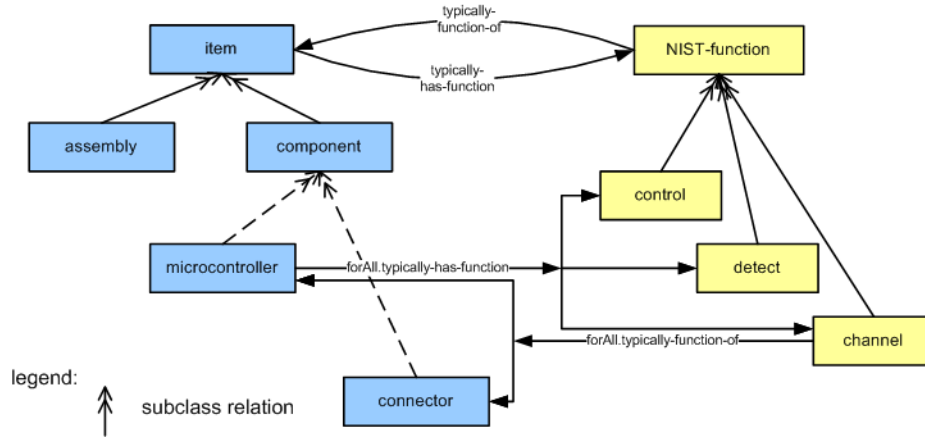 typically-
function-of
item
NIST-function
typically-
has-function
assembly
component
control
microcontroller
forAll.typically-has-function
detect
forAll.typically-function-of
channel
legend:
connector
subclass relation